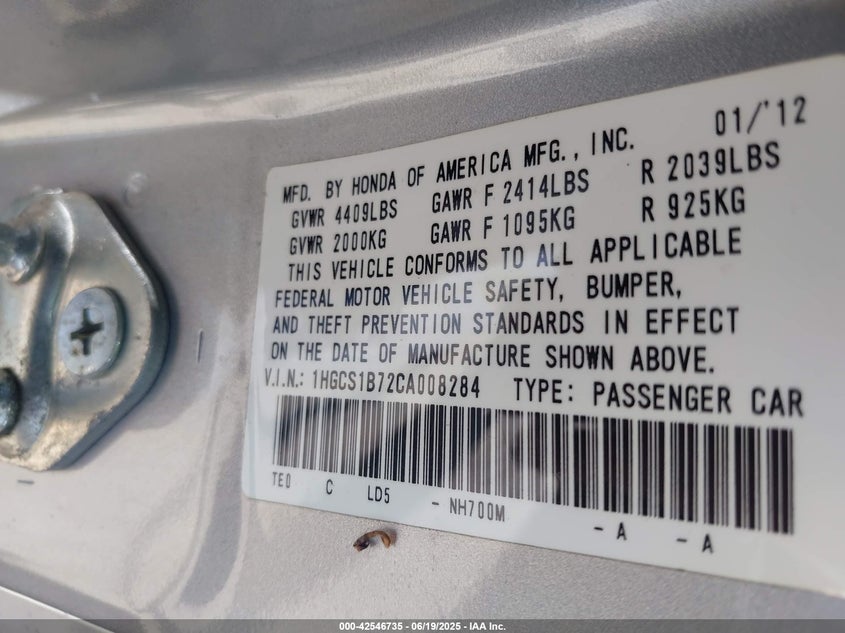 01/'12
MFD. BY HONDA OF AMERICA MFG., INC.
GVWR 4409LBS GAWR F 2414LBS R 2039LBS
GVWR 2000KG GAWR F 1095KG R 925KG
THIS VEHICLE CONFORMS TO ALL APPLICABLE
FEDERAL MOTOR VEHICLE SAFETY, BUMPER,
AND THEFT PREVENTION STANDARDS IN EFFECT
ON THE DATE OF MANUFACTURE SHOWN ABOVE.
V.I.N.: 1HGCS1B72CA008284 TYPE: PASSENGER CAR
TE0 C LD5 - NH700M - A - A
000-42546735 - 06/19/2025 - IAA Inc.